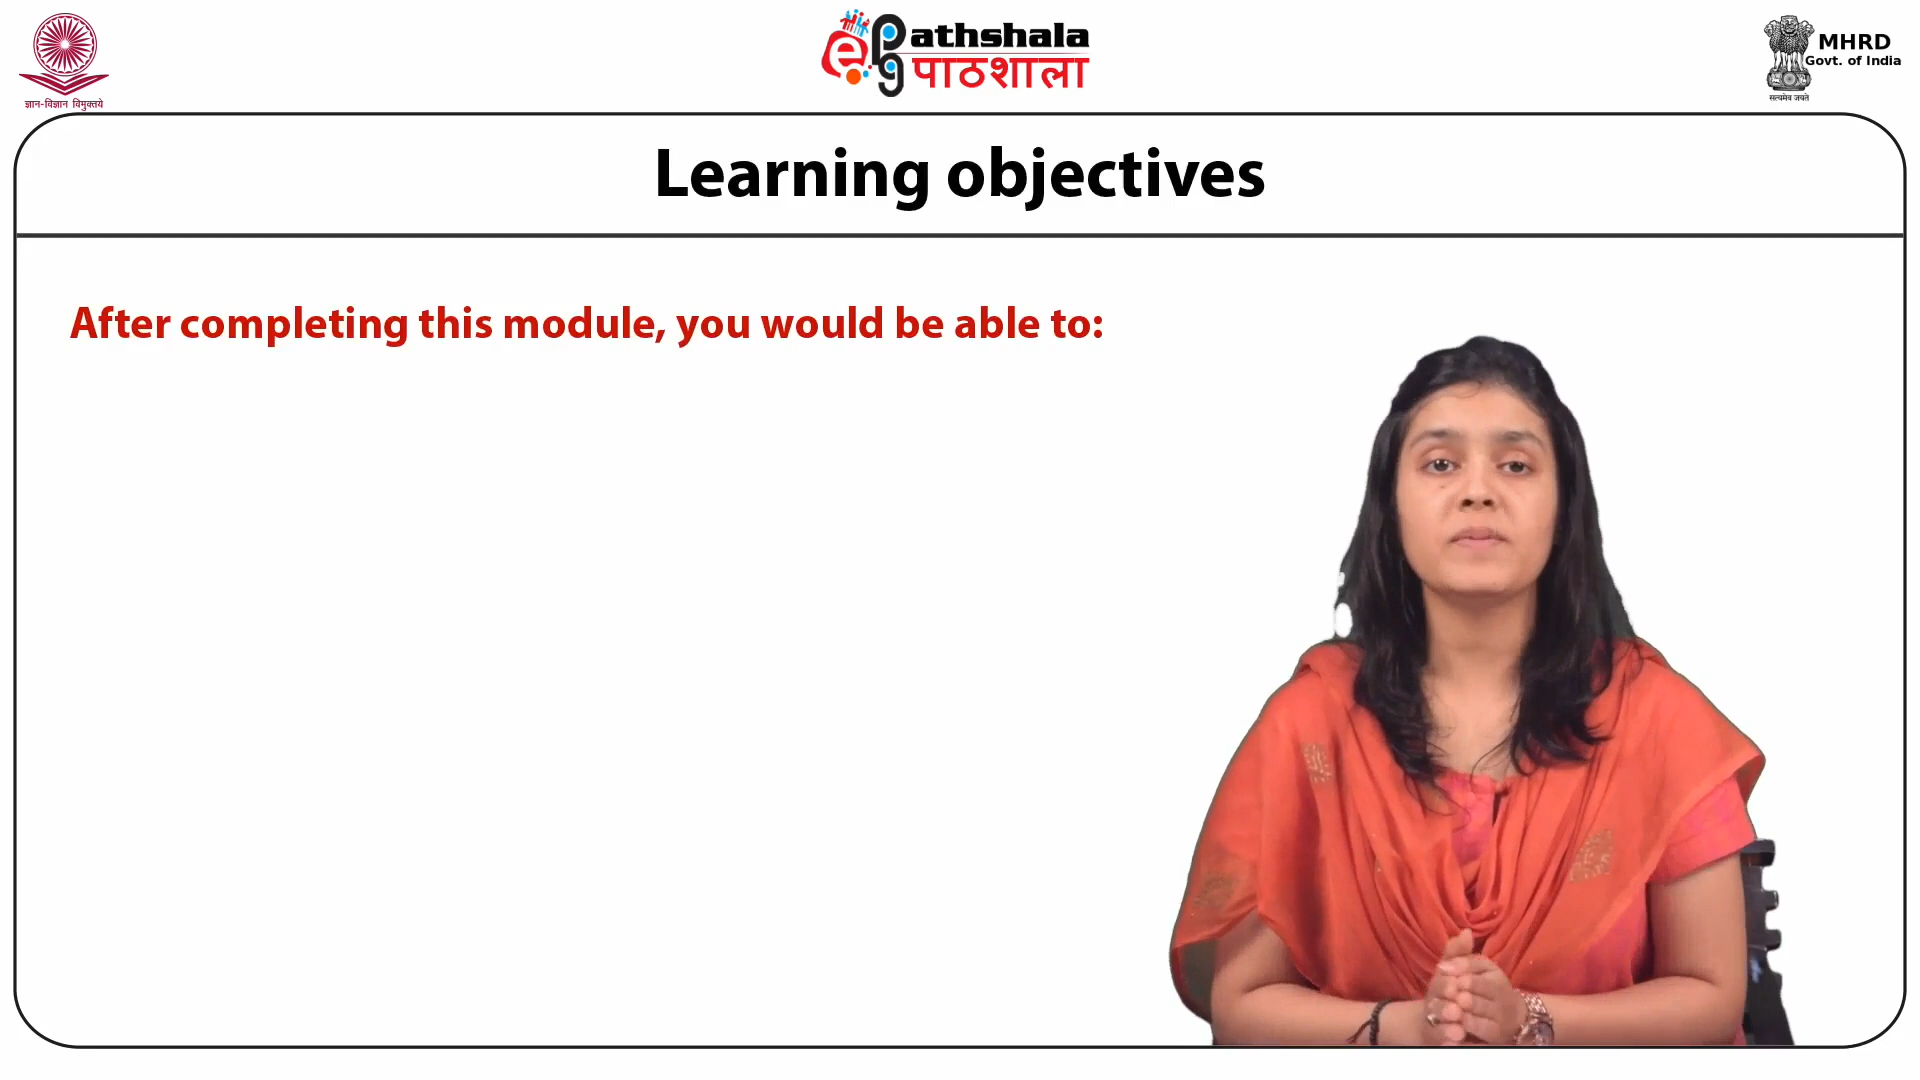 ज्ञान-विज्ञान विमुक्तये
ePathshala
पाठशाला
MHRD
Govt. of India
सत्यमेव जयते
Learning objectives
After completing this module, you would be able to: